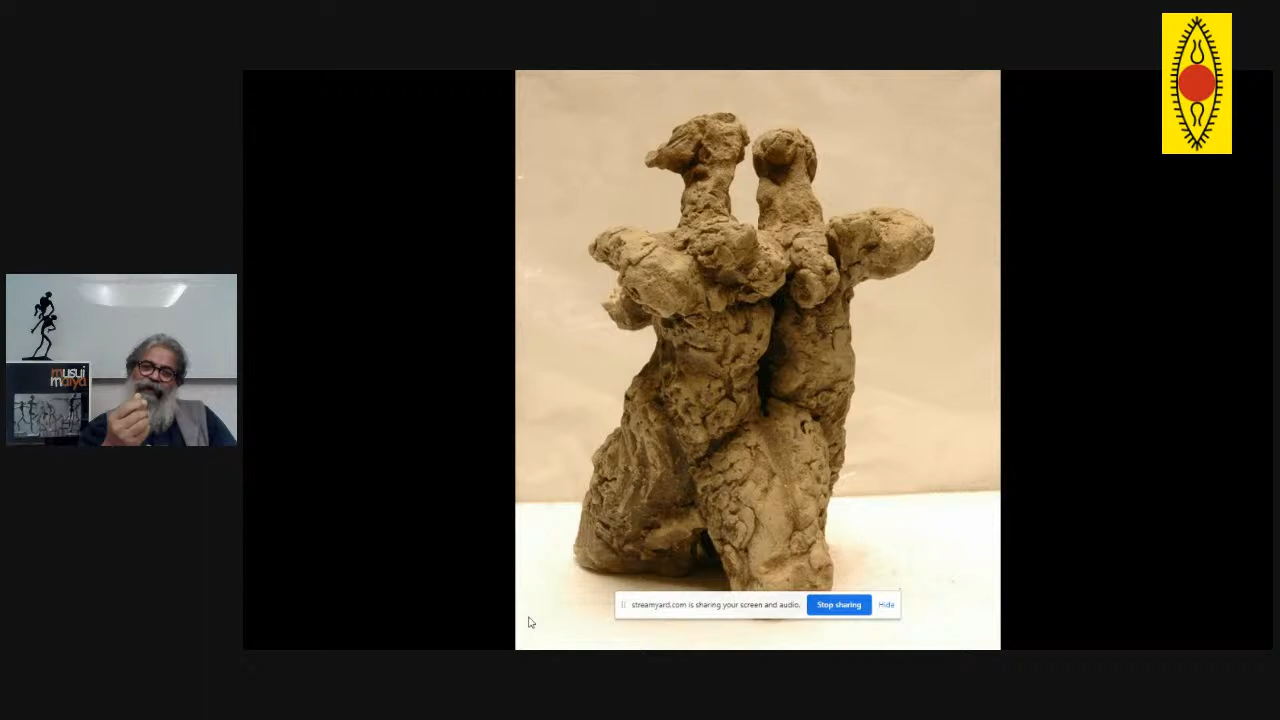 musui
maiya
streamyard.com is sharing your screen and audio.
Stop sharing
Hide